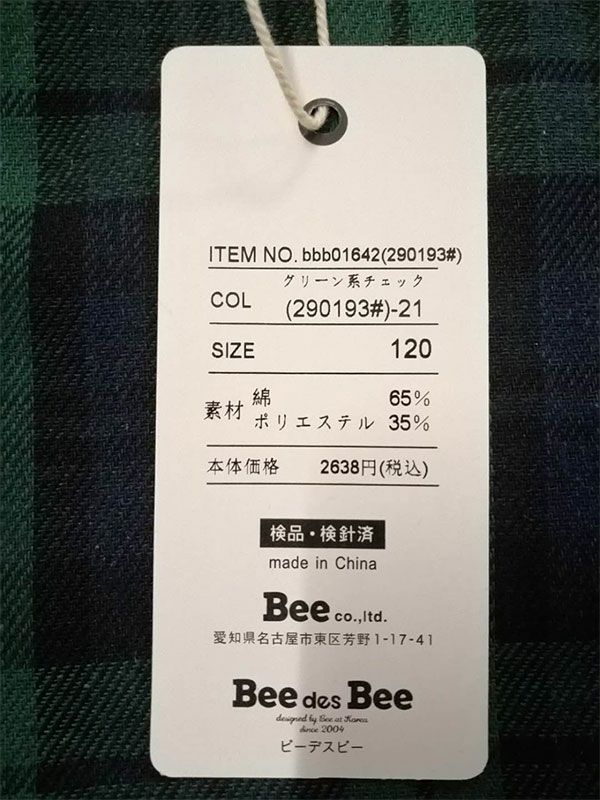 ITEM NO. bbb01642(290193#)
グリーン系チェック
COL (290193#)-21
SIZE 120
素材 綿 65%
ポリエステル 35%
本体価格 2638円(税込)
検品・検針済
made in China
Bee co.,ltd.
愛知県名古屋市東区芳野1-17-41
Bee des Bee
designed by Bee at Korea
since 2004
ビーデスビー